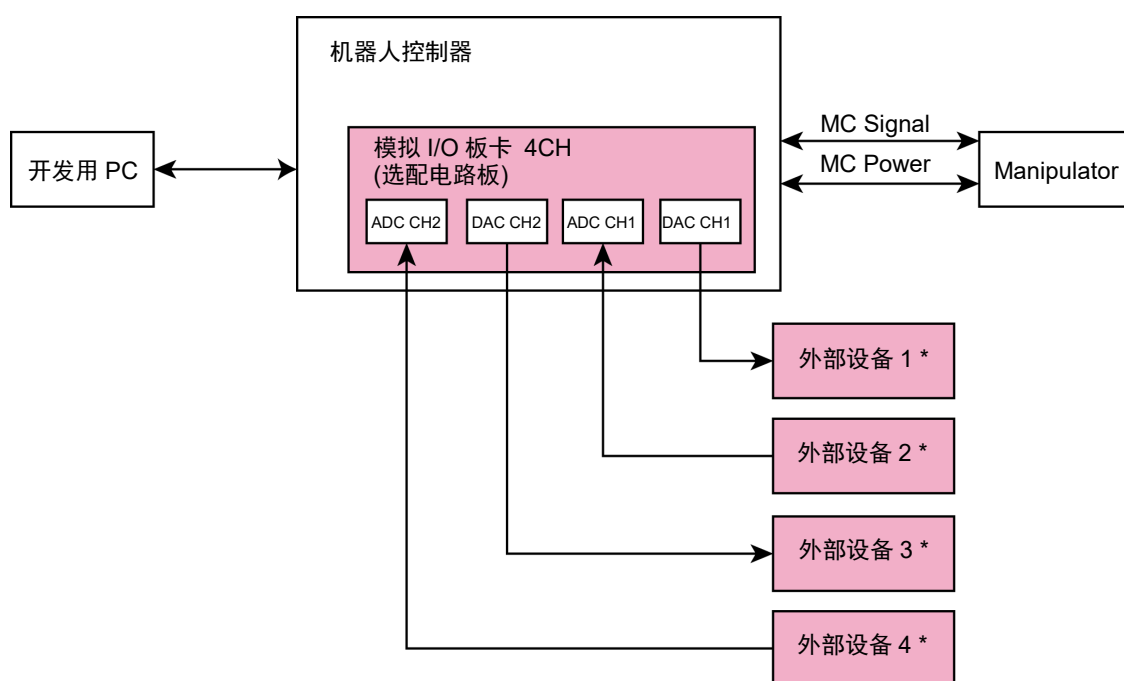 机器人控制器
模拟 I/O 板卡 4CH
(选配电路板)
ADC CH2
DAC CH2
ADC CH1
DAC CH1
开发用 PC
MC Signal
MC Power
Manipulator
外部设备 1 *
外部设备 2 *
外部设备 3 *
外部设备 4 *